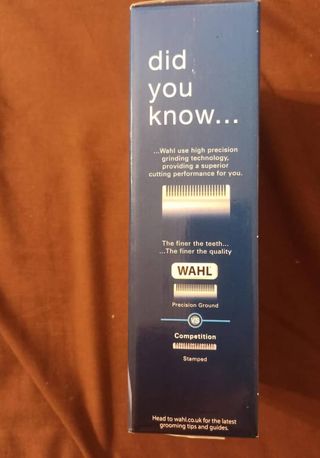 did
you
know...
...Wahl use high precision
grinding technology,
providing a superior
cutting performance for you.
The finer the teeth...
...The finer the quality
WAHL
Precision Ground
VS
Competition
Stamped
Head to wahl.co.uk for the latest
grooming tips and guides.